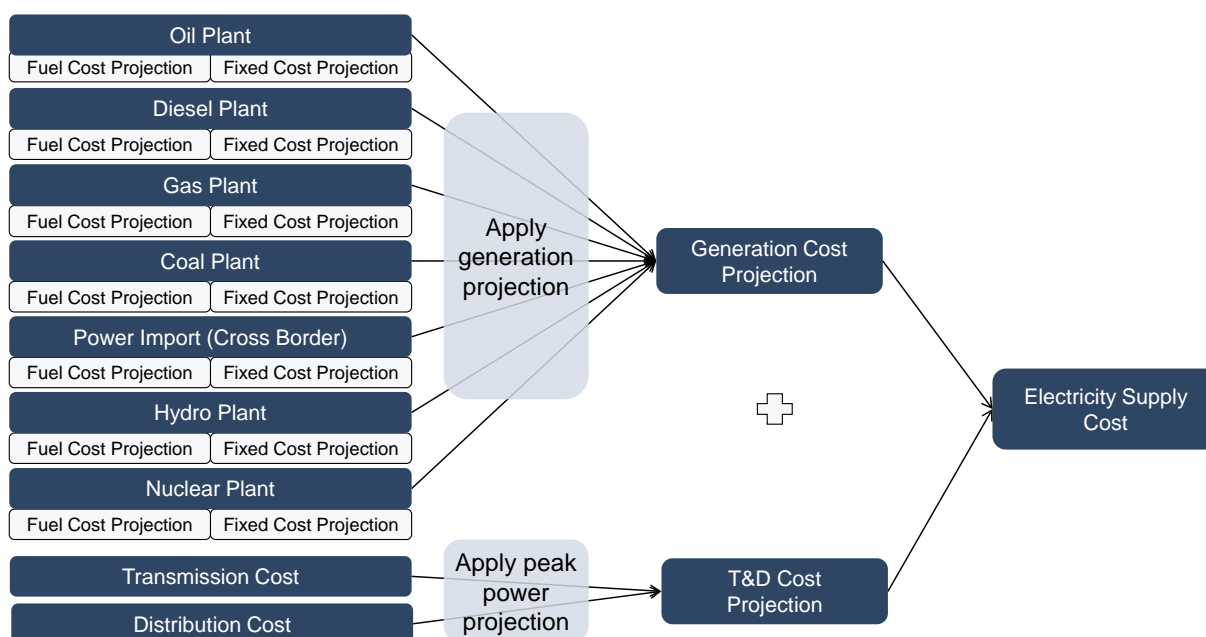 Oil Plant
Fuel Cost Projection Fixed Cost Projection
Diesel Plant
Fuel Cost Projection Fixed Cost Projection
Gas Plant
Fuel Cost Projection Fixed Cost Projection
Coal Plant
Fuel Cost Projection Fixed Cost Projection
Power Import (Cross Border)
Fuel Cost Projection Fixed Cost Projection
Hydro Plant
Fuel Cost Projection Fixed Cost Projection
Nuclear Plant
Fuel Cost Projection Fixed Cost Projection
Transmission Cost
Distribution Cost
Apply
generation
projection
Apply peak
power
projection
Generation Cost
Projection
T&D Cost
Projection
Electricity Supply
Cost